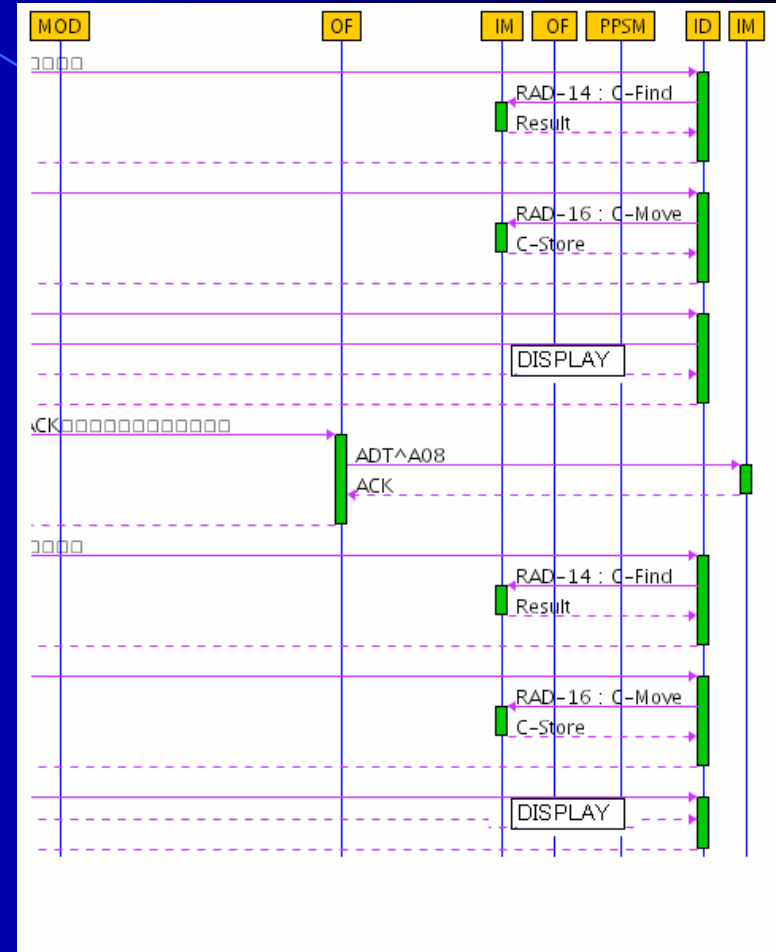 MOD OF IM OF PPSM ID IM
RAD-14 : C-Find
Result
RAD-16 : C-Move
C-Store
DISPLAY
ACK
ADT^A08
ACK
RAD-14 : C-Find
Result
RAD-16 : C-Move
C-Store
DISPLAY